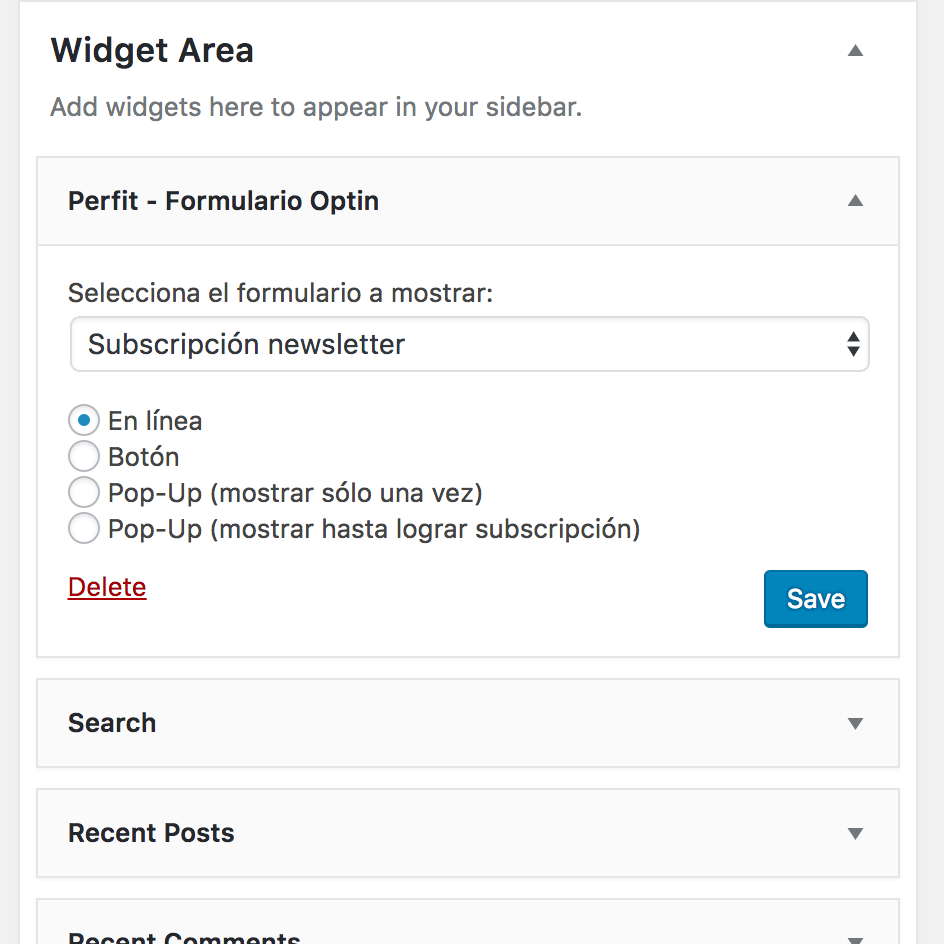 Widget Area
Add widgets here to appear in your sidebar.
Perfit - Formulario Optin
Selecciona el formulario a mostrar:
Subscripción newsletter
En línea
Botón
Pop-Up (mostrar sólo una vez)
Pop-Up (mostrar hasta lograr subscripción)
Delete
Save
Search
Recent Posts
Recent Comments